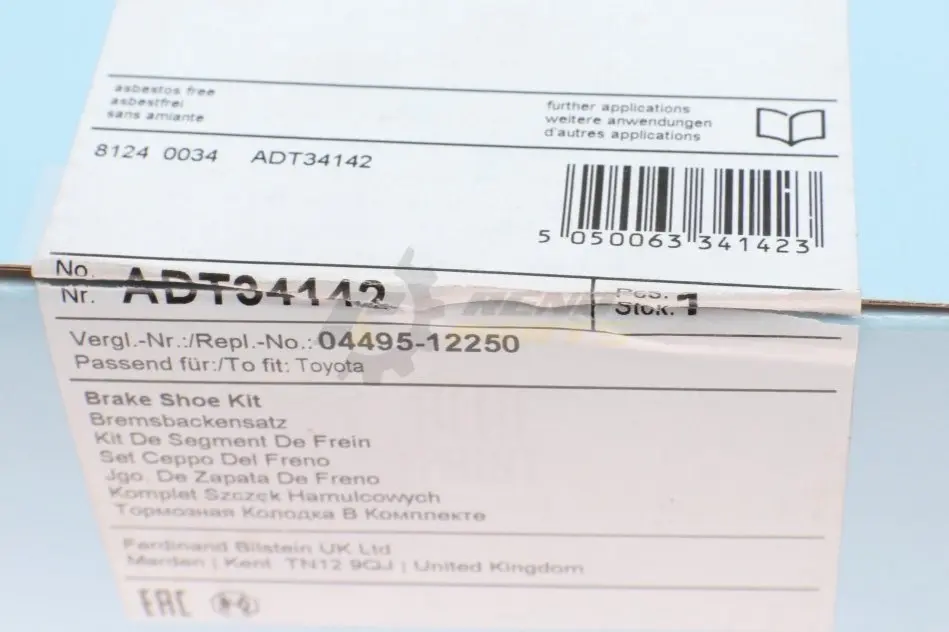 asbestos free
asbestfrei
sans amiante
further applications
weitere anwendungen
d'autres applications
8124 0034 ADT34142
5 050063 341423
No.
Nr. ADT34142
Pcs.
Stck. 1
Vergl.-Nr.:/Repl.-No.: 04495-12250
Passend für:/To fit: Toyota
Brake Shoe Kit
Bremsbackensatz
Kit De Segment De Frein
Set Ceppo Del Freno
Jgo. De Zapata De Freno
Komplet Szczęk Hamulcowych
Тормозная Колодка В Комплекте
Ferdinand Bilstein UK Ltd
Marden | Kent TN12 9QJ | United Kingdom
EAC